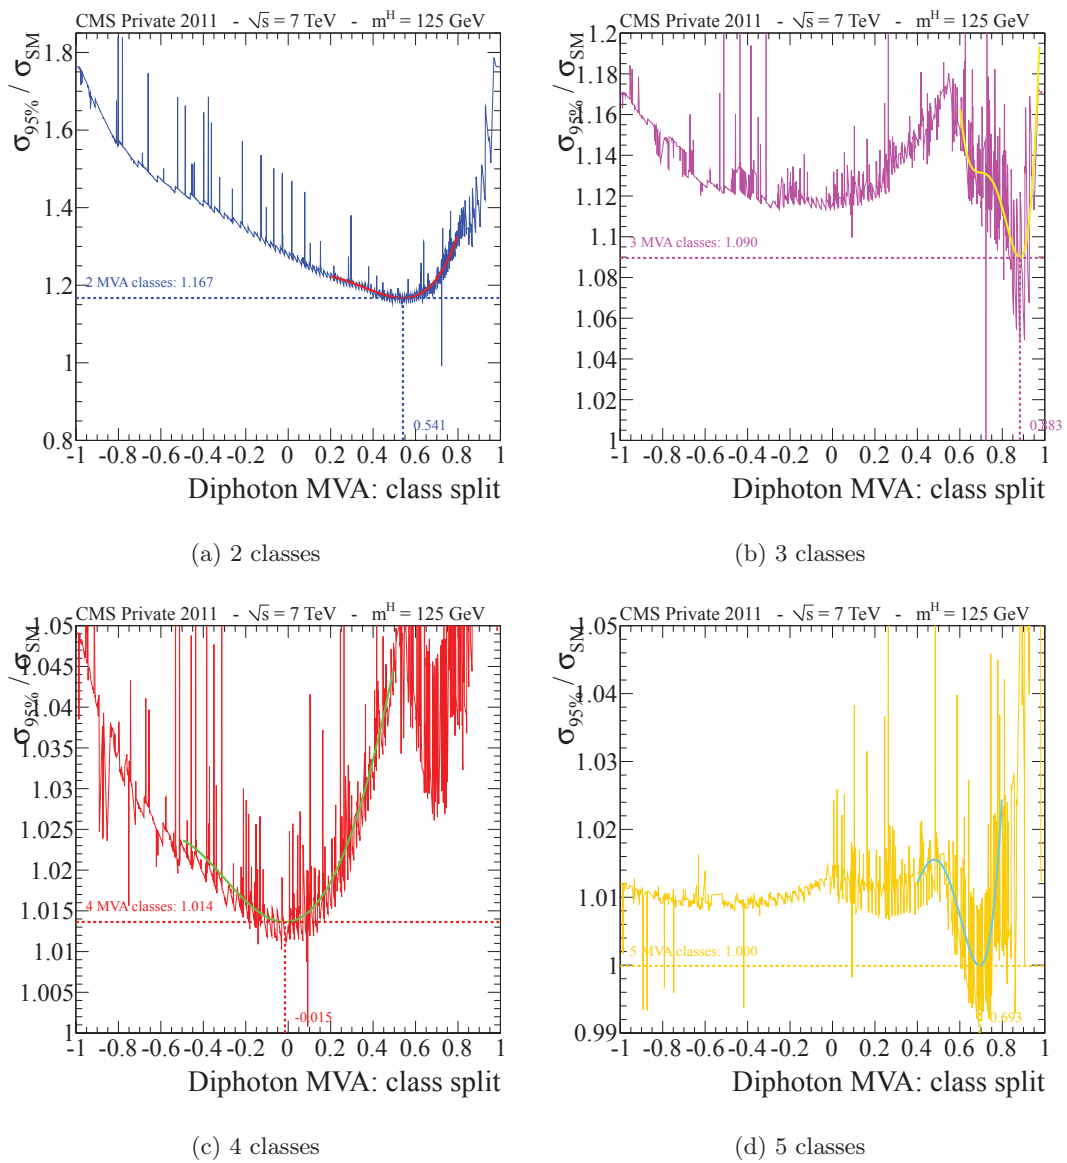 CMS Private 2011 - √s = 7 TeV - m^H = 125 GeV
σ95% / σSM
1.8
1.6
1.4
1.2
1
0.8
2 MVA classes: 1.167
0.541
-1 -0.8 -0.6 -0.4 -0.2 0 0.2 0.4 0.6 0.8 1
Diphoton MVA: class split
(a) 2 classes
CMS Private 2011 - √s = 7 TeV - m^H = 125 GeV
σ95% / σSM
1.2
1.18
1.16
1.14
1.12
1.1
1.08
1.06
1.04
1.02
1
3 MVA classes: 1.090
0.883
-1 -0.8 -0.6 -0.4 -0.2 0 0.2 0.4 0.6 0.8 1
Diphoton MVA: class split
(b) 3 classes
CMS Private 2011 - √s = 7 TeV - m^H = 125 GeV
σ95% / σSM
1.05
1.045
1.04
1.035
1.03
1.025
1.02
1.015
1.01
1.005
1
4 MVA classes: 1.014
-0.015
-1 -0.8 -0.6 -0.4 -0.2 0 0.2 0.4 0.6 0.8 1
Diphoton MVA: class split
(c) 4 classes
CMS Private 2011 - √s = 7 TeV - m^H = 125 GeV
σ95% / σSM
1.05
1.04
1.03
1.02
1.01
1
0.99
5 MVA classes: 1.000
0.693
-1 -0.8 -0.6 -0.4 -0.2 0 0.2 0.4 0.6 0.8 1
Diphoton MVA: class split
(d) 5 classes